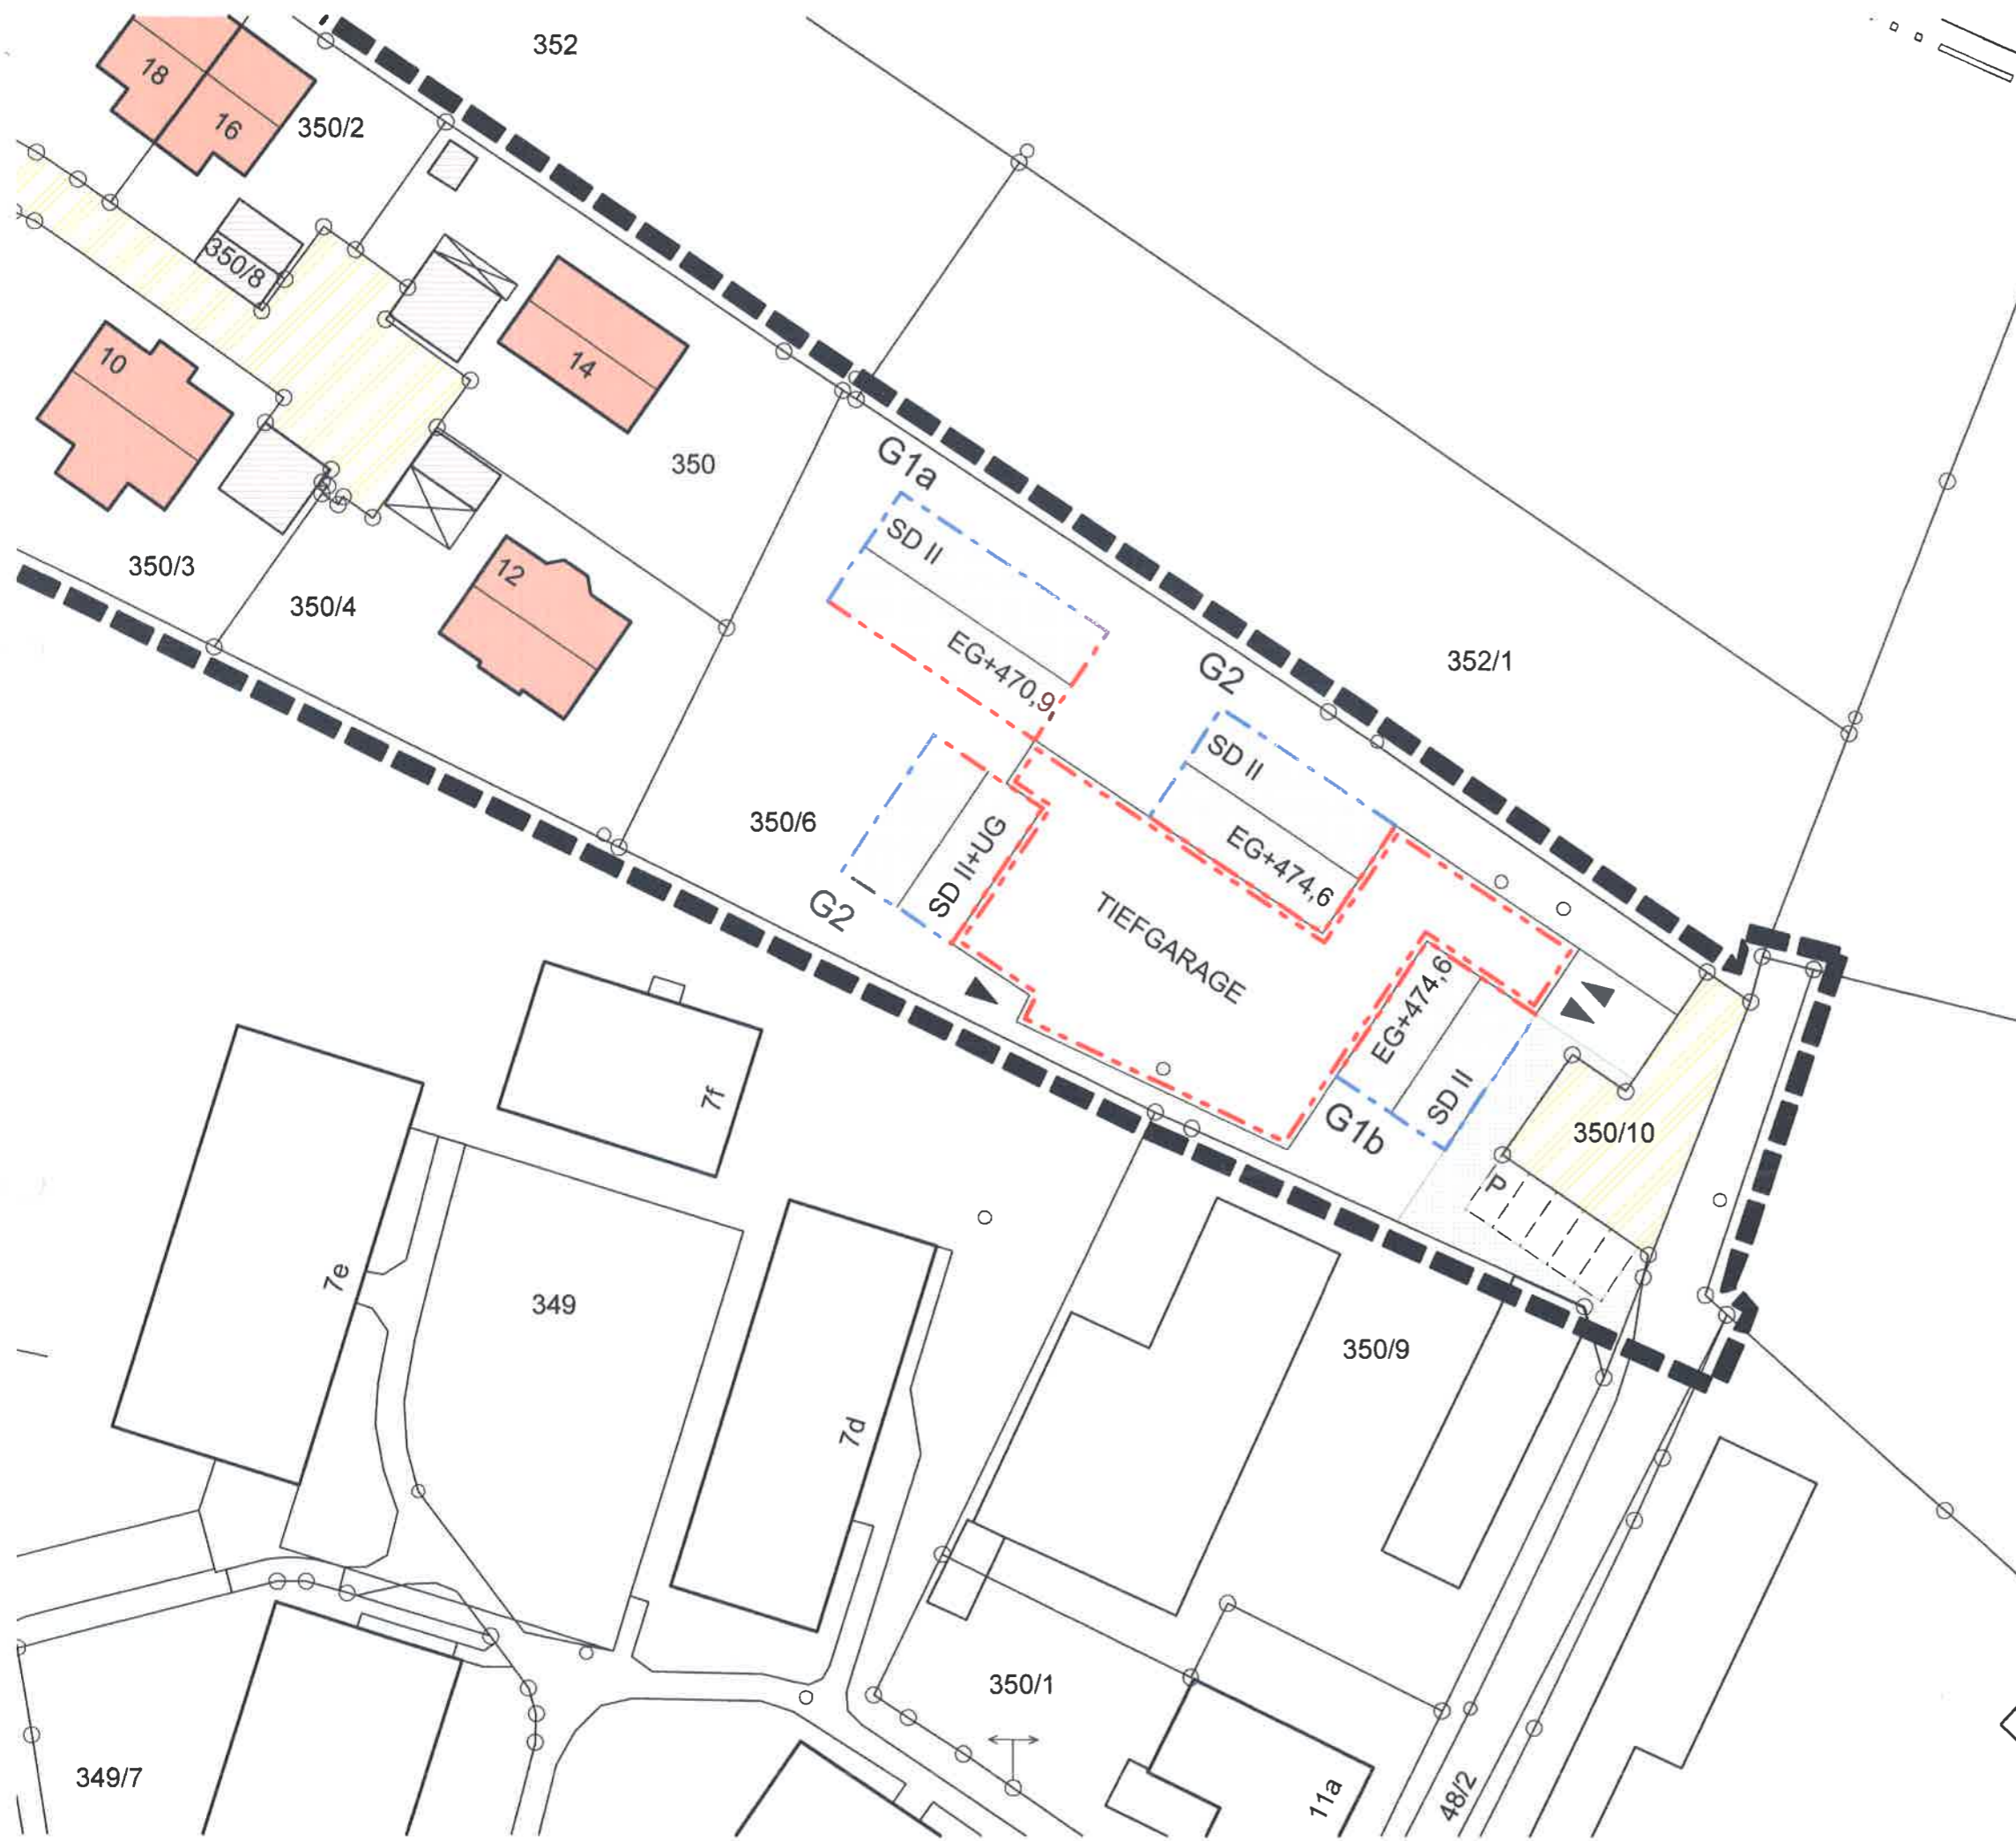 352
18
16
350/2
350/8
10
14
350
G1a
SD II
350/3
12
350/4
EG+470,9
352/1
G2
SD II
350/6
EG+474,6
SD II+UG
G2
TIEFGARAGE
EG+474,6
SD II
G1b
350/10
P
7f
7e
349
7d
350/9
350/1
349/7
11a
48/2